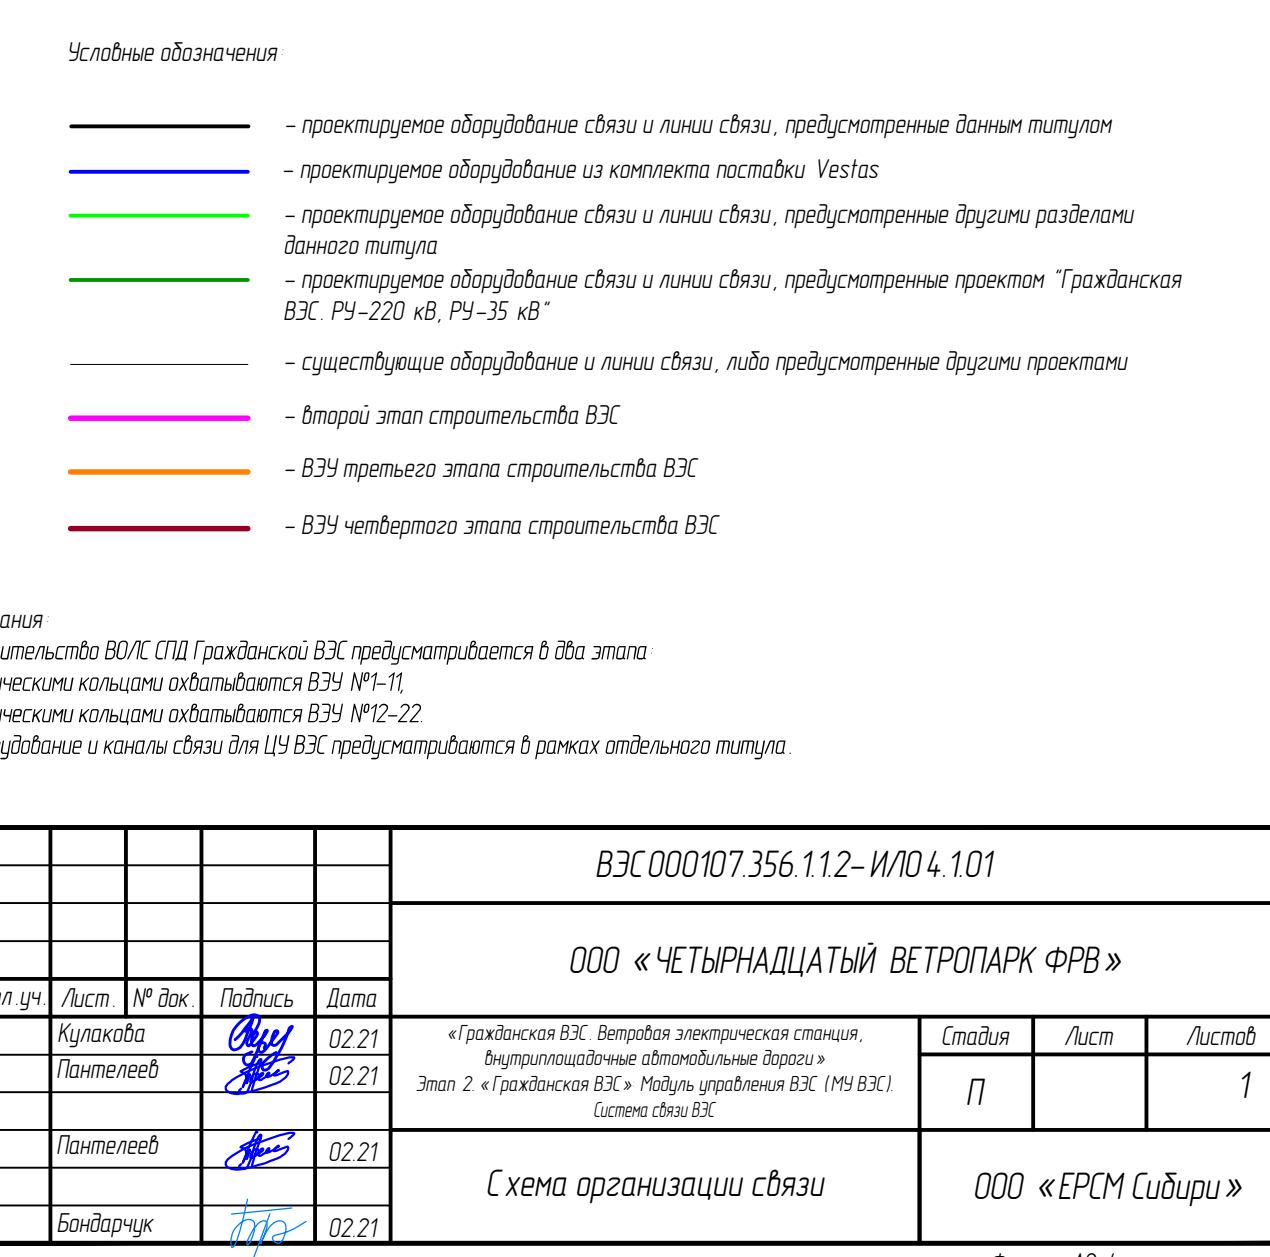 Условные обозначения:
- проектируемое оборудование связи и линии связи, предусмотренные данным титулом
- проектируемое оборудование из комплекта поставки Vestas
- проектируемое оборудование связи и линии связи, предусмотренные другими разделами
данного титула
- проектируемое оборудование связи и линии связи, предусмотренные проектом "Гражданская
ВЭС. РУ-220 кВ, РУ-35 кВ"
- существующие оборудование и линии связи, либо предусмотренные другими проектами
- второй этап строительства ВЭС
- ВЭУ третьего этапа строительства ВЭС
- ВЭУ четвертого этапа строительства ВЭС
ания:
ительство ВОЛС СПД Гражданской ВЭС предусматривается в два этапа:
ическими кольцами охватываются ВЭУ №1-11,
ическими кольцами охватываются ВЭУ №12-22.
рудование и каналы связи для ЦУ ВЭС предусматриваются в рамках отдельного титула.
ВЭС000107.356.1.1.2-ИЛО4.1.01
ООО «ЧЕТЫРНАДЦАТЫЙ ВЕТРОПАРК ФРВ»
л.уч. Лист. № док. Подпись Дата
Кулакова 02.21
Пантелеев 02.21
Пантелеев 02.21
Бондарчук 02.21
«Гражданская ВЭС. Ветровая электрическая станция,
внутриплощадочные автомобильные дороги»
Этап 2. «Гражданская ВЭС» Модуль управления ВЭС (МУ ВЭС).
Система связи ВЭС
Стадия Лист Листов
П 1
Схема организации связи
ООО «ЕРСМ Сибири»